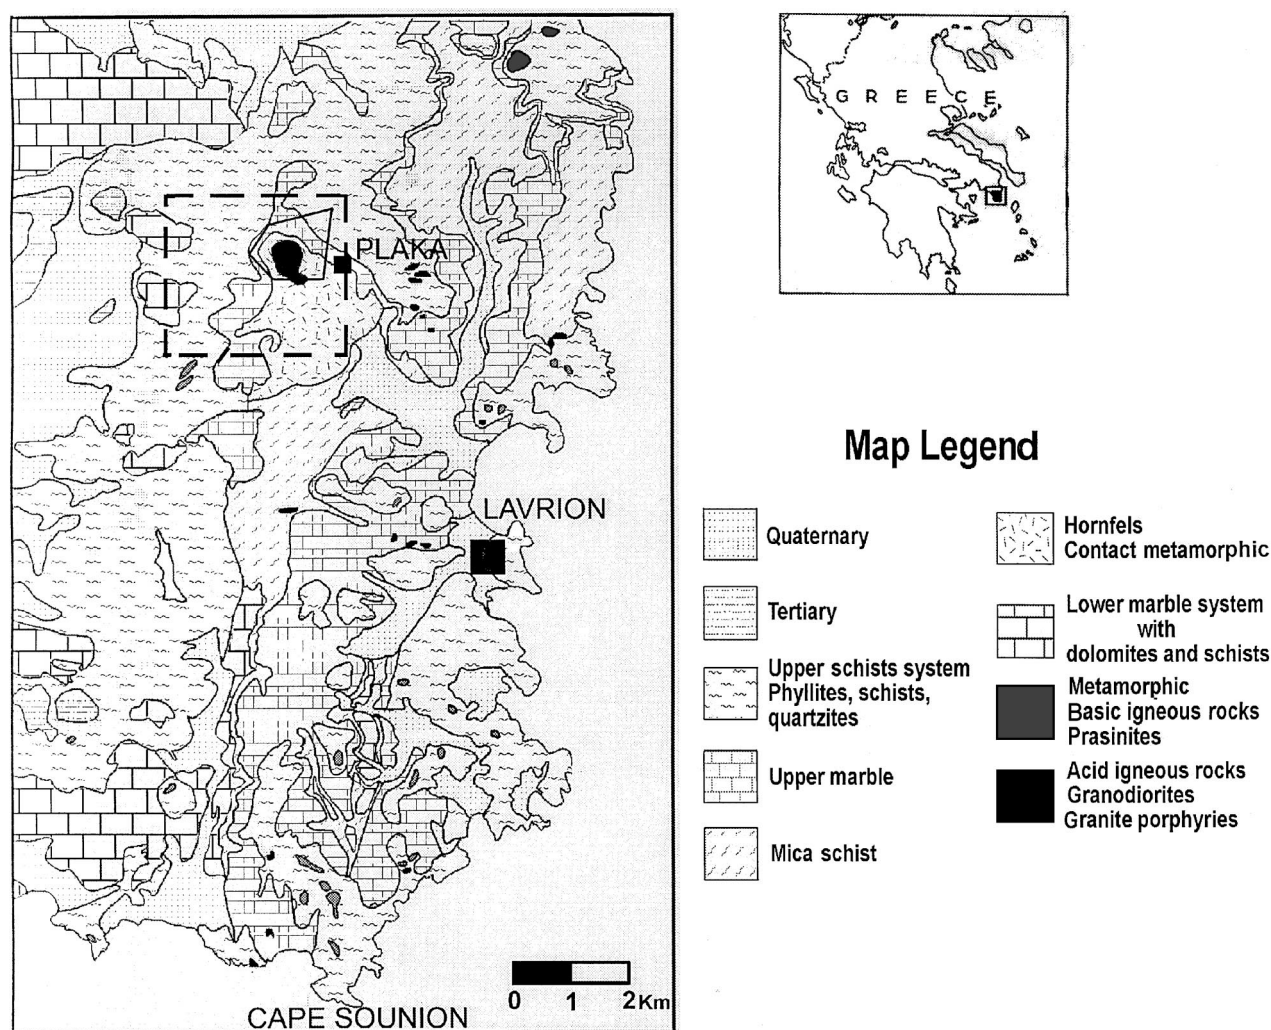 GREECE
PLAKA
LAVRION
0 1 2Km
CAPE SOUNION
Map Legend
Quaternary
Tertiary
Upper schists system
Phyllites, schists,
quartzites
Upper marble
Mica schist
Hornfels
Contact metamorphic
Lower marble system
with
dolomites and schists
Metamorphic
Basic igneous rocks
Prasinites
Acid igneous rocks
Granodiorites
Granite porphyries